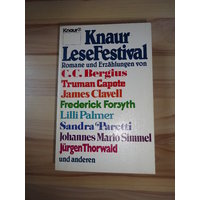 Knaur
Knaur
LeseFestival
Romane und Erzählungen von
C.C. Bergius
Truman Capote
James Clavell
Frederick Forsyth
Lilli Palmer
Sandra Paretti
Johannes Mario Simmel
Jürgen Thorwald
und anderen